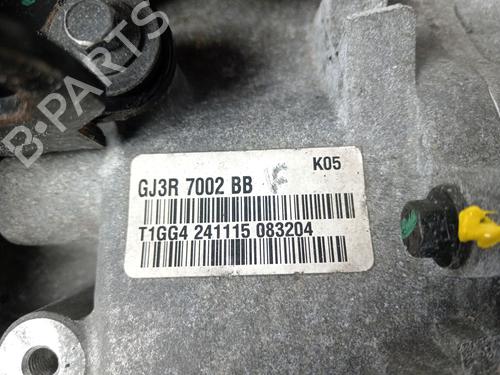 B-PARTS
GJ3R 7002 BB F K05
T1GG4 241115 083204